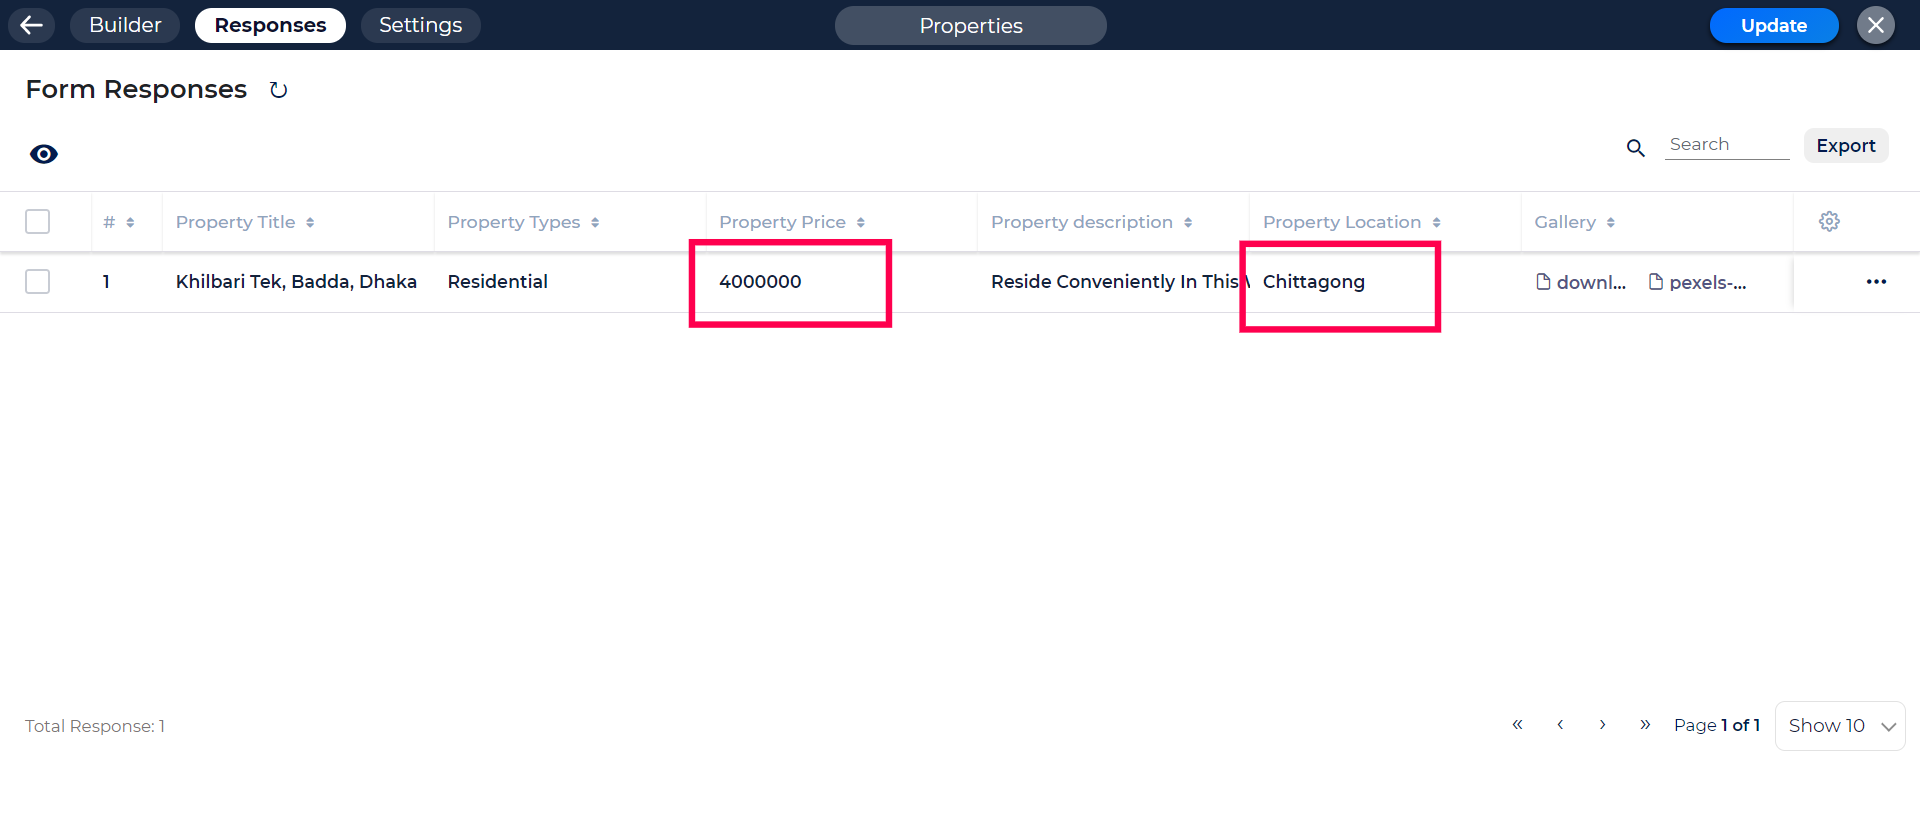 Builder Responses Settings Properties Update
Form Responses
Search Export
# Property Title Property Types Property Price Property description Property Location Gallery
1 Khilbari Tek, Badda, Dhaka Residential 4000000 Reside Conveniently In This Chittagong downl... pexels-...
Total Response: 1 « ‹ › » Page 1 of 1 Show 10